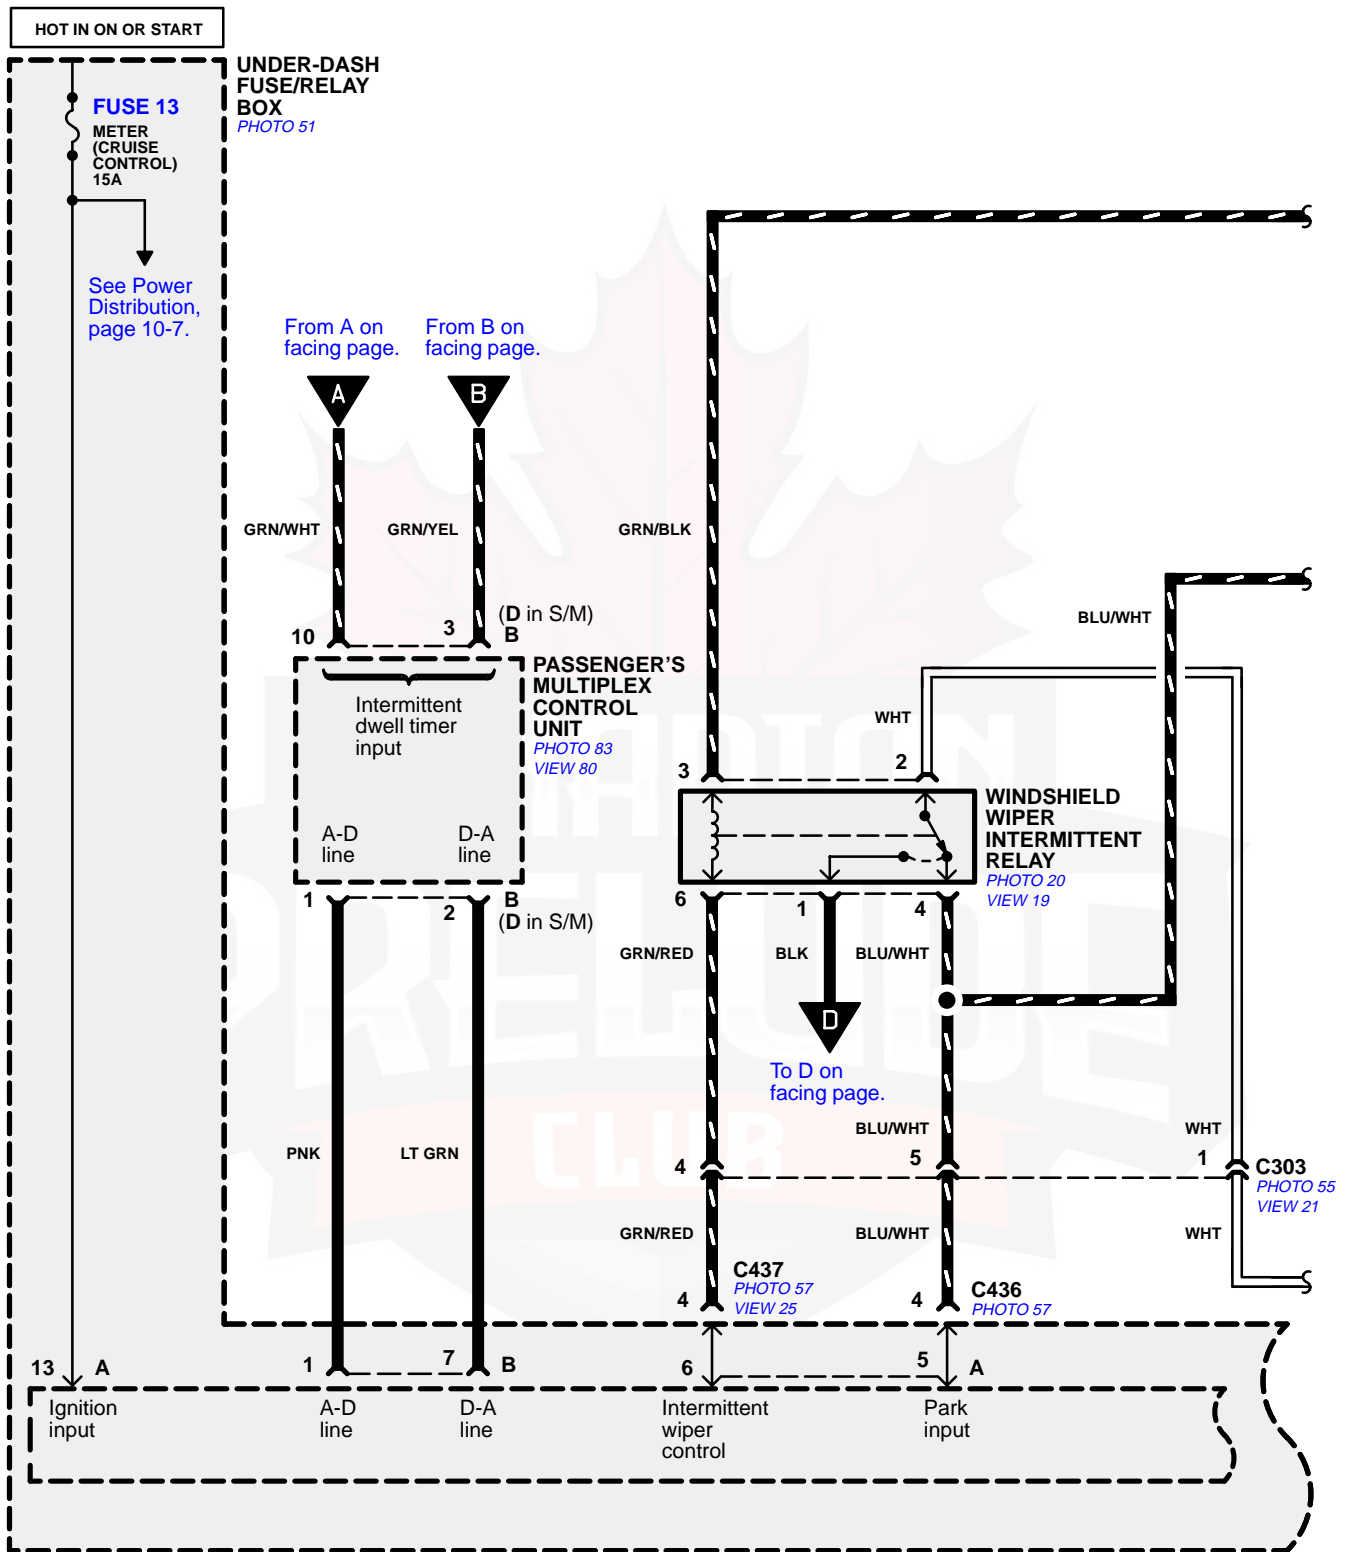 HOT IN ON OR START
UNDER-DASH
FUSE/RELAY
BOX
PHOTO 51
FUSE 13
METER
(CRUISE
CONTROL)
15A
See Power
Distribution,
page 10-7.
From A on
facing page.
From B on
facing page.
A
B
GRN/WHT
GRN/YEL
GRN/BLK
BLU/WHT
10
3
(D in S/M)
B
PASSENGER'S
MULTIPLEX
CONTROL
UNIT
PHOTO 83
VIEW 80
Intermittent
dwell timer
input
A-D
line
D-A
line
1
2
B
(D in S/M)
WHT
3
2
WINDSHIELD
WIPER
INTERMITTENT
RELAY
PHOTO 20
VIEW 19
6
1
4
GRN/RED
BLK
BLU/WHT
D
To D on
facing page.
PNK
LT GRN
BLU/WHT
WHT
4
5
1
C303
PHOTO 55
VIEW 21
GRN/RED
BLU/WHT
WHT
C437
PHOTO 57
VIEW 25
4
4
C436
PHOTO 57
13
A
1
7
B
6
5
A
Ignition
input
A-D
line
D-A
line
Intermittent
wiper
control
Park
input
PRELUDE
CLUB